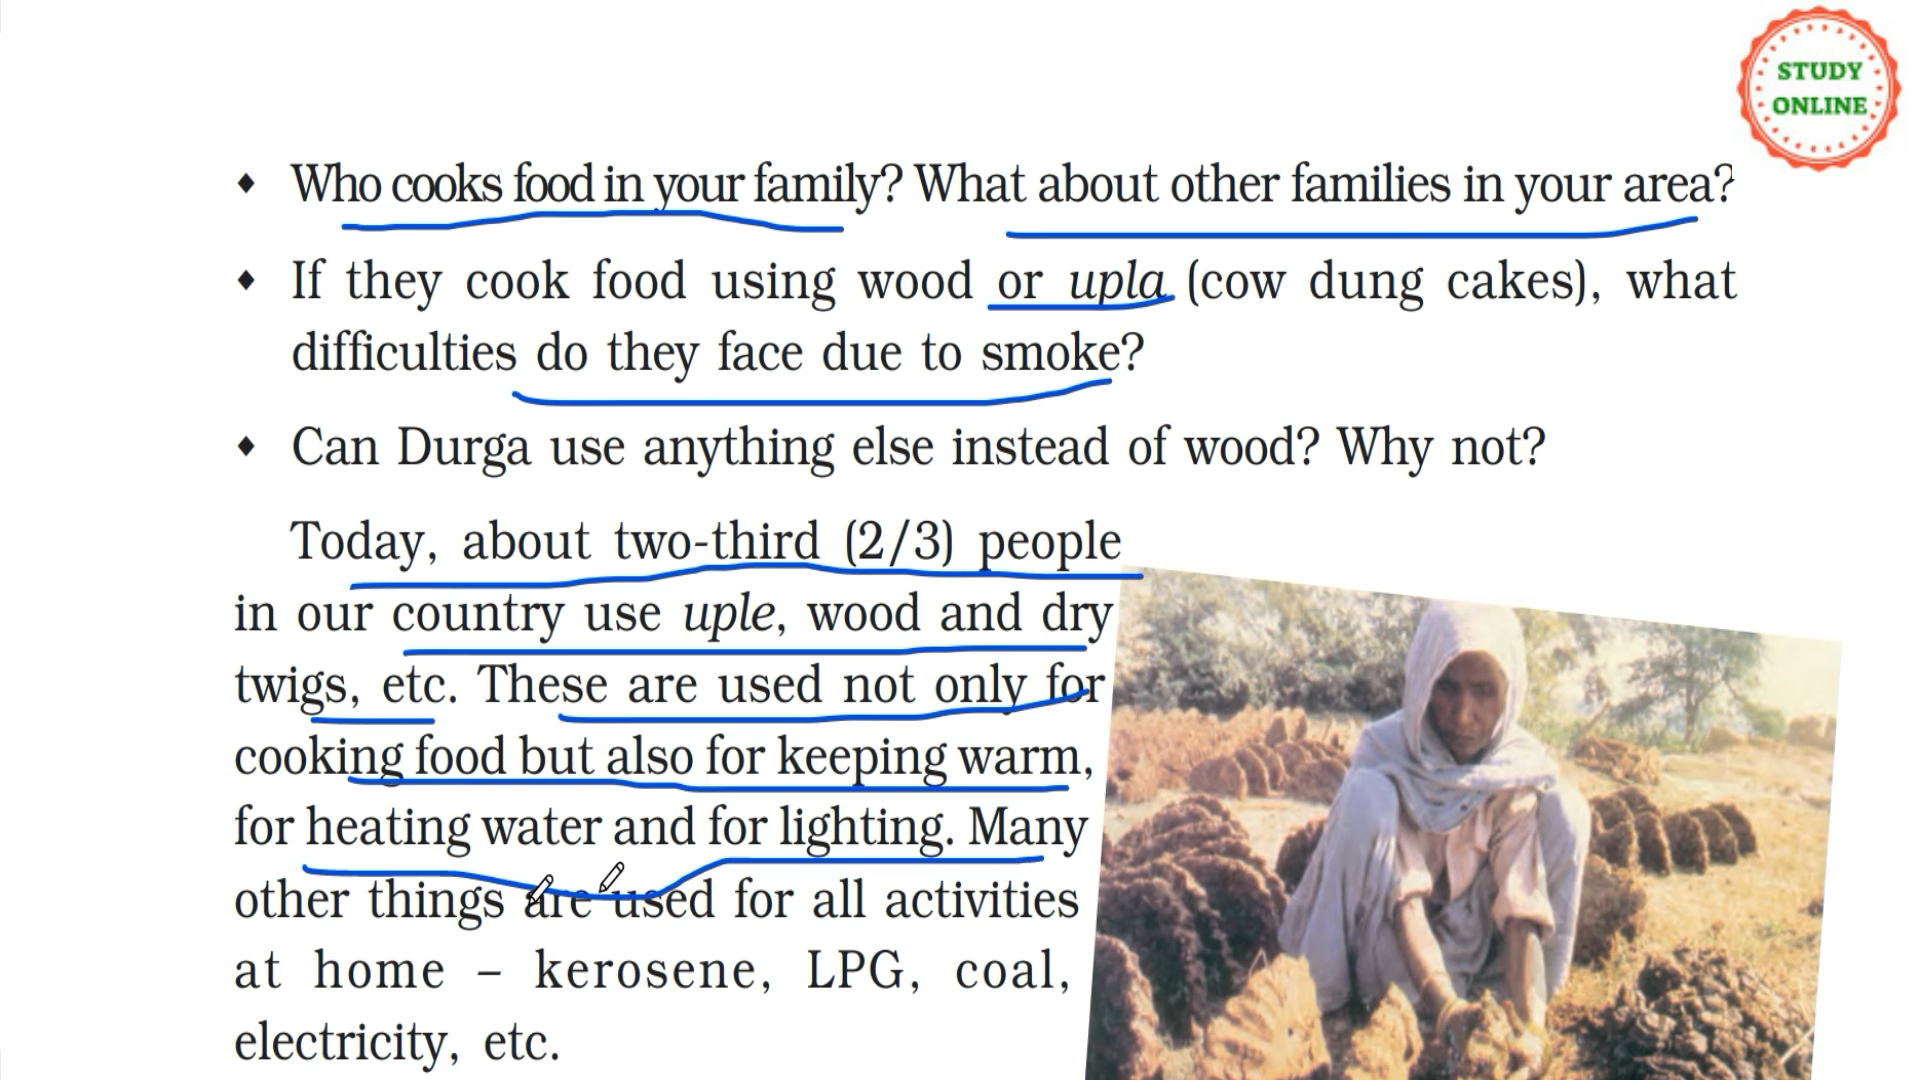 STUDY
ONLINE
♦ Who cooks food in your family? What about other families in your area?
♦ If they cook food using wood or upla (cow dung cakes), what
difficulties do they face due to smoke?
♦ Can Durga use anything else instead of wood? Why not?
Today, about two-third (2/3) people
in our country use uple, wood and dry
twigs, etc. These are used not only for
cooking food but also for keeping warm,
for heating water and for lighting. Many
other things are used for all activities
at home – kerosene, LPG, coal,
electricity, etc.